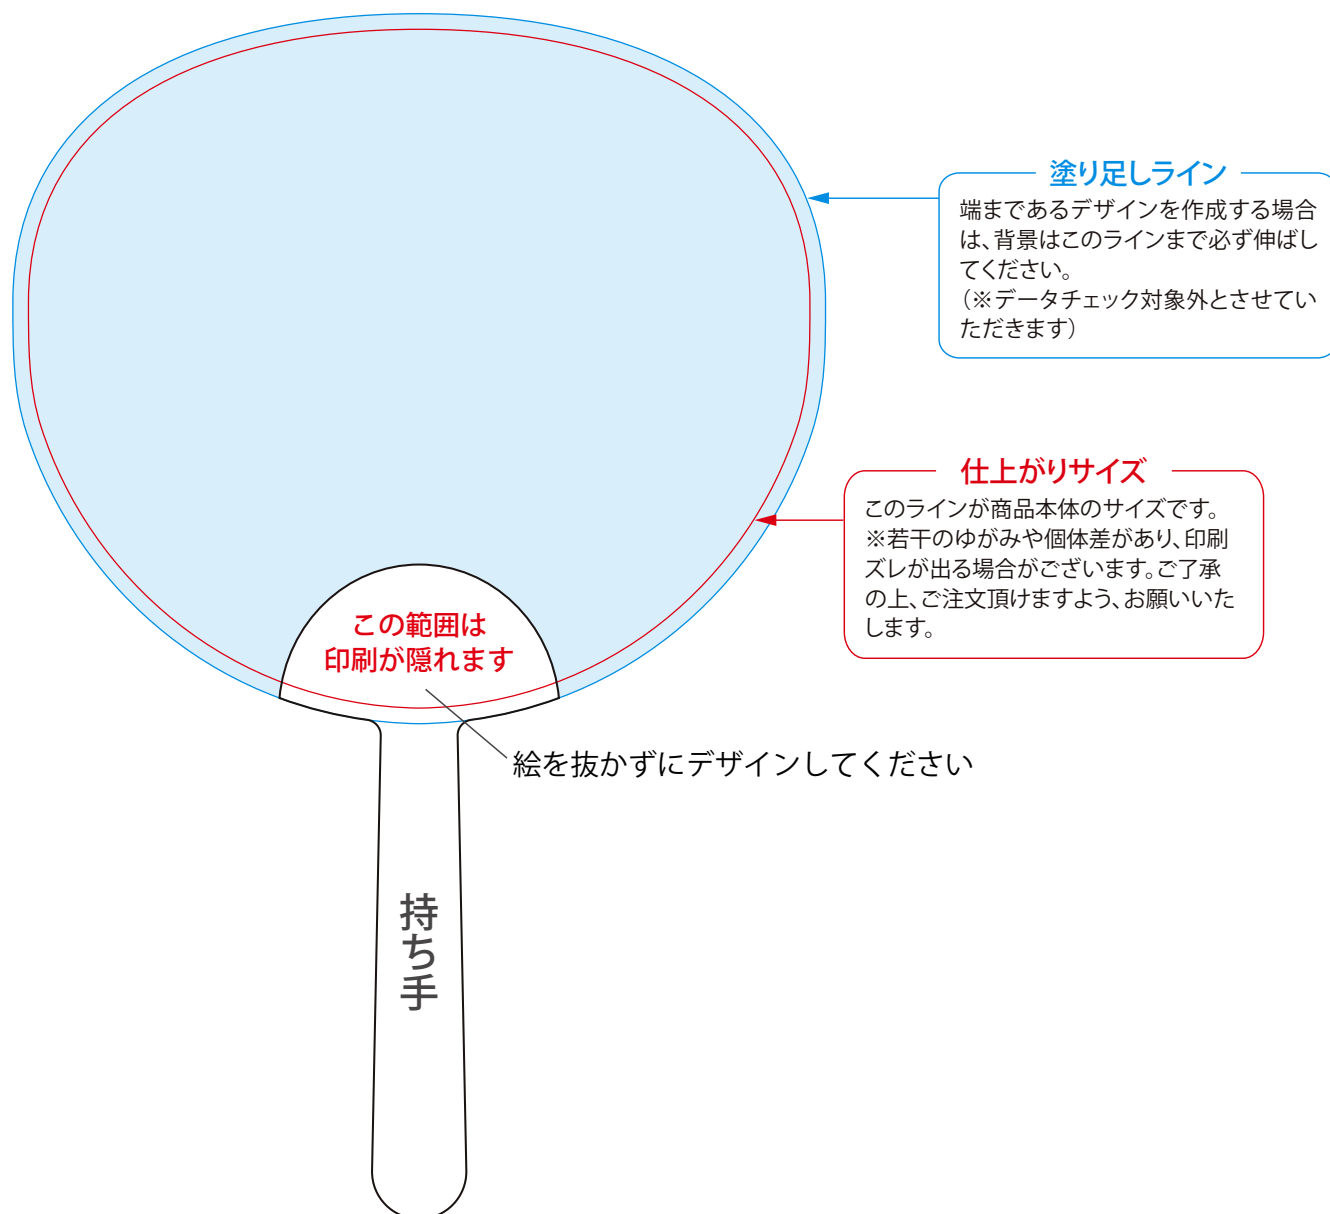 塗り足しライン
端まであるデザインを作成する場合
は、背景はこのラインまで必ず伸ばし
てください。
（※データチェック対象外とさせてい
ただきます）
仕上がりサイズ
このラインが商品本体のサイズです。
※若干のゆがみや個体差があり、印刷
ズレが出る場合がございます。ご了承
の上、ご注文頂けますよう、お願いいた
します。
この範囲は
印刷が隠れます
絵を抜かずにデザインしてください
持ち手